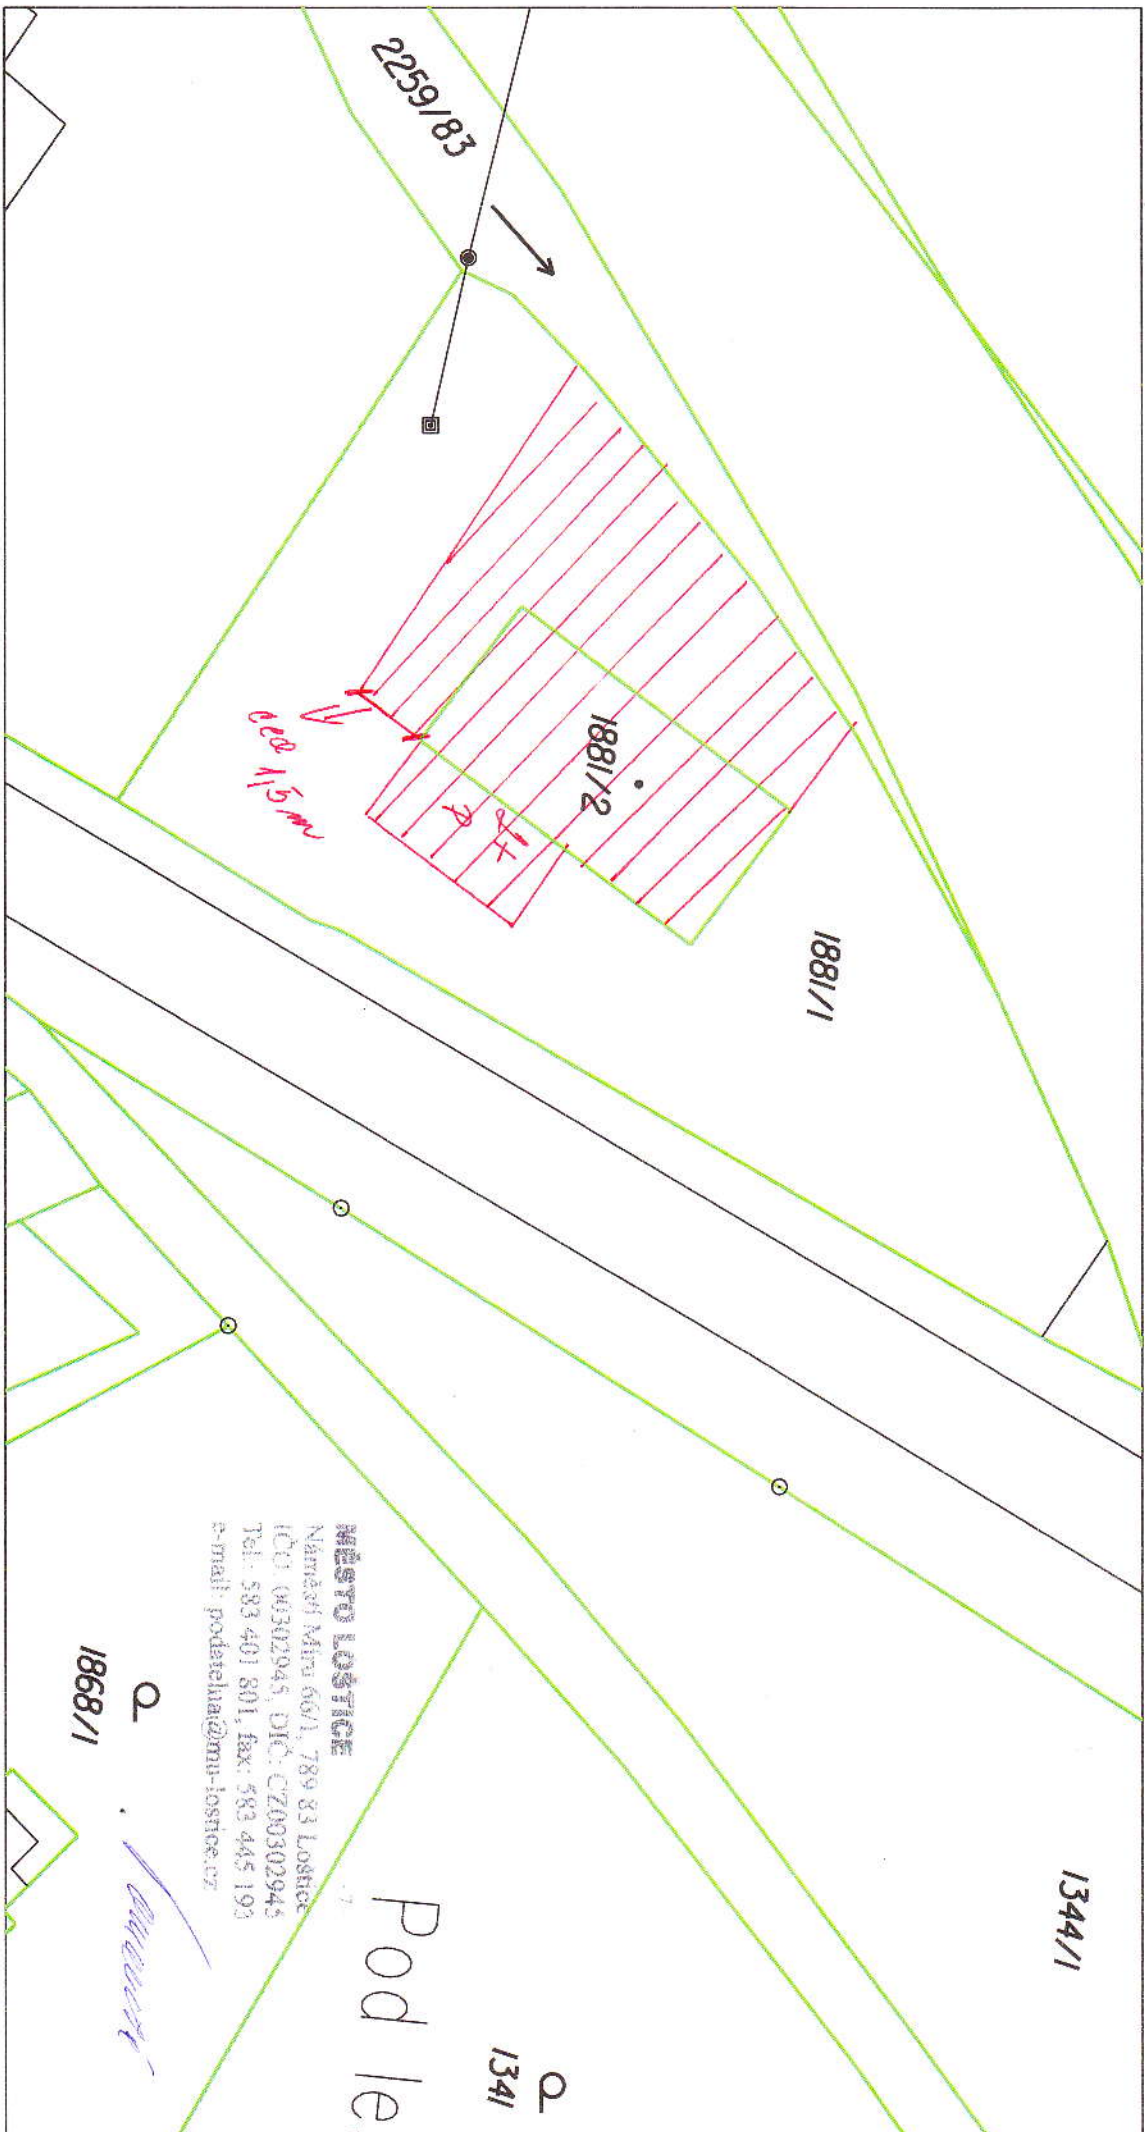 2259/83
1881/2
1881/1
cca 1,5 m
1344/1
1341
Pod le
MĚSTO LOŠTICE
Náměstí Míru 66/1, 789 83 Loštice
IČO: 00302945, DIČ: CZ00302945
Tel.: 583 401 801, fax: 583 445 193
e-mail: podatelna@mu-lostice.cz
1868/1